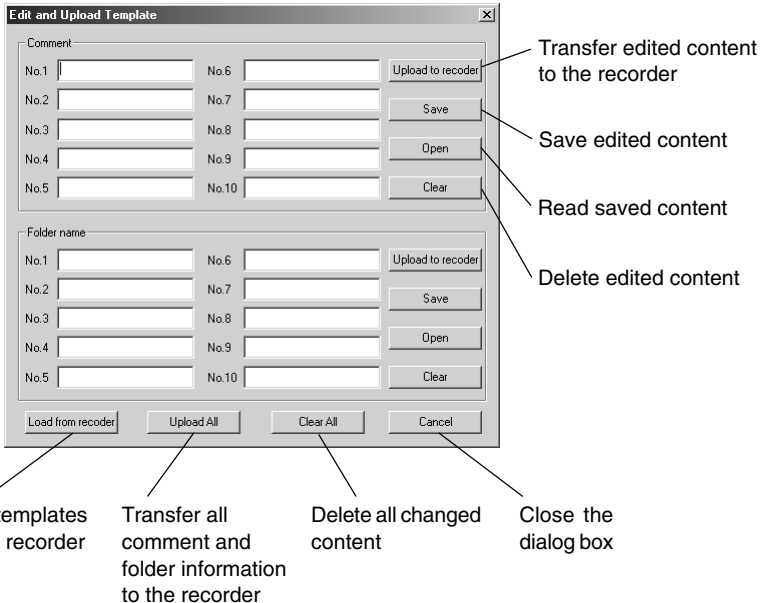 Edit and Upload Template
Comment
No.1
No.2
No.3
No.4
No.5
No.6
No.7
No.8
No.9
No.10
Upload to recoder
Save
Open
Clear
Transfer edited content
to the recorder
Save edited content
Read saved content
Delete edited content
Folder name
No.1
No.2
No.3
No.4
No.5
No.6
No.7
No.8
No.9
No.10
Upload to recoder
Save
Open
Clear
Load from recoder
Upload All
Clear All
Cancel
templates
recorder
Transfer all
comment and
folder information
to the recorder
Delete all changed
content
Close the
dialog box